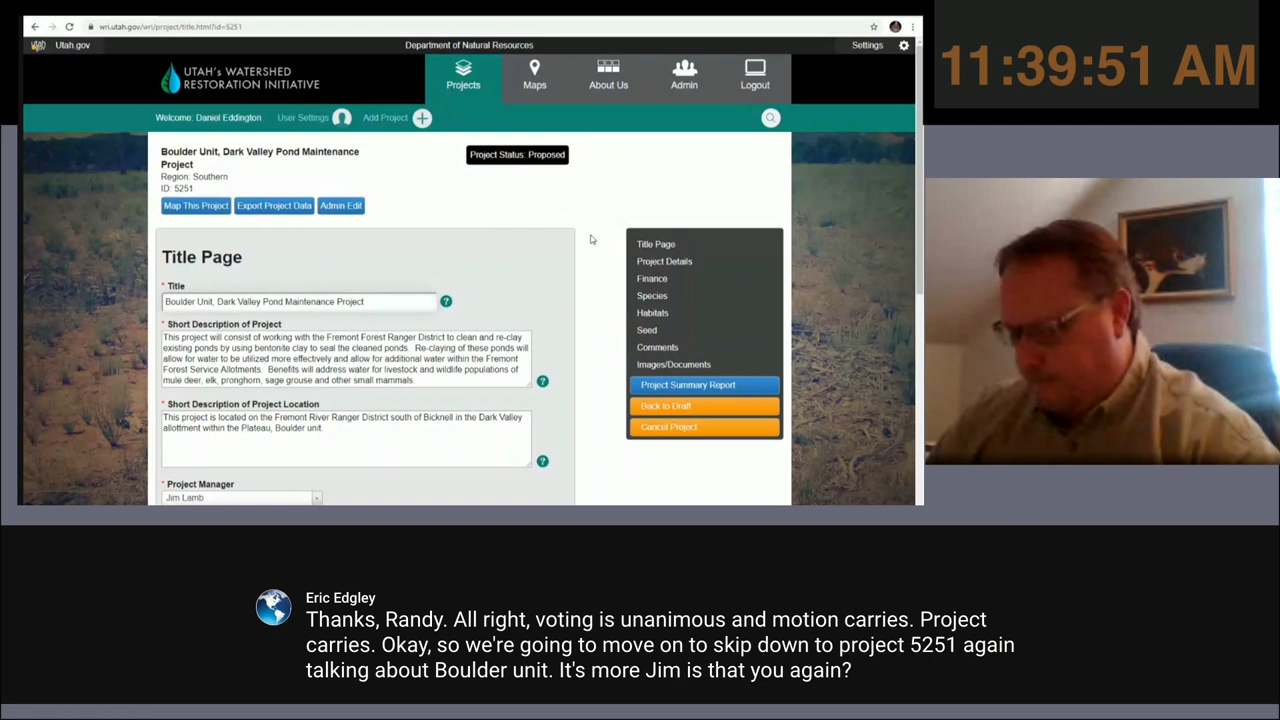 wri.utah.gov/wri/project/title.html?id=5251
11:39:51 AM
Utah.gov
Department of Natural Resources
Settings
UTAH's WATERSHED
RESTORATION INITIATIVE
Projects
Maps
About Us
Admin
Logout
Welcome: Daniel Eddington
User Settings
Add Project
Boulder Unit, Dark Valley Pond Maintenance
Project
Region: Southern
ID: 5251
Project Status: Proposed
Map This Project
Export Project Data
Admin Edit
Title Page
* Title
Boulder Unit, Dark Valley Pond Maintenance Project
* Short Description of Project
This project will consist of working with the Fremont Forest Ranger District to clean and re-clay
existing ponds by using bentonite clay to seal the cleaned ponds. Re-claying of these ponds will
allow for water to be utilized more effectively and allow for additional water within the Fremont
Forest Service Allotments. Benefits will address water for livestock and wildlife populations of
mule deer, elk, pronghorn, sage grouse and other small mammals.
* Short Description of Project Location
This project is located on the Fremont River Ranger District south of Bicknell in the Dark Valley
allottment within the Plateau, Boulder unit.
* Project Manager
Jim Lamb
Title Page
Project Details
Finance
Species
Habitats
Seed
Comments
Images/Documents
Project Summary Report
Back to Draft
Cancel Project
Eric Edgley
Thanks, Randy. All right, voting is unanimous and motion carries. Project
carries. Okay, so we're going to move on to skip down to project 5251 again
talking about Boulder unit. It's more Jim is that you again?